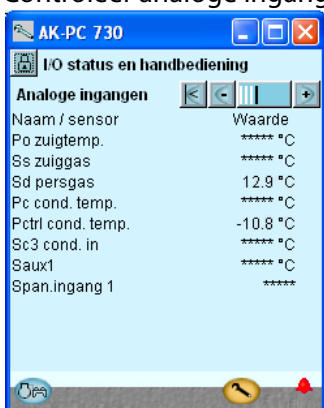 Controleer analoge ingang
AK-PC 730
I/O status en handbediening
Analoge ingangen
Naam / sensor Waarde
Po zuigtemp. ***** °C
Ss zuiggas ***** °C
Sd persgas 12.9 °C
Pc cond. temp. ***** °C
Pctrl cond. temp. -10.8 °C
Sc3 cond. in ***** °C
Saux1 ***** °C
Span.ingang 1 *****